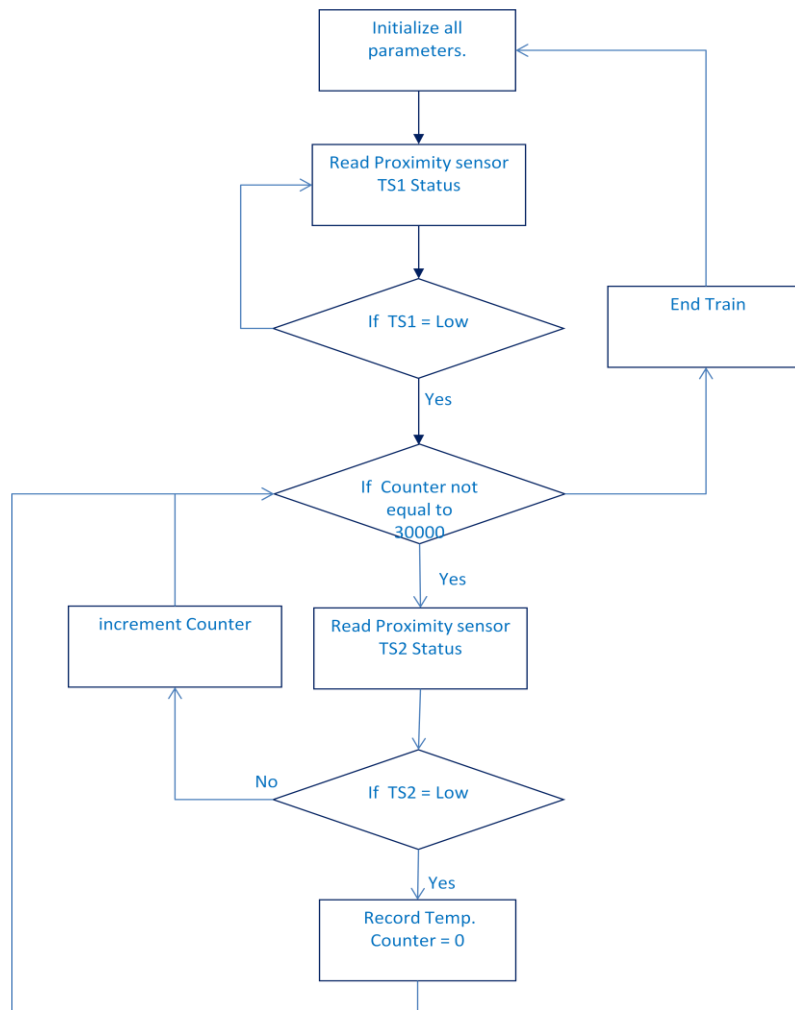 Initialize all
parameters.
Read Proximity sensor
TS1 Status
If TS1 = Low
End Train
Yes
If Counter not
equal to
30000
Yes
increment Counter
Read Proximity sensor
TS2 Status
No
If TS2 = Low
Yes
Record Temp.
Counter = 0